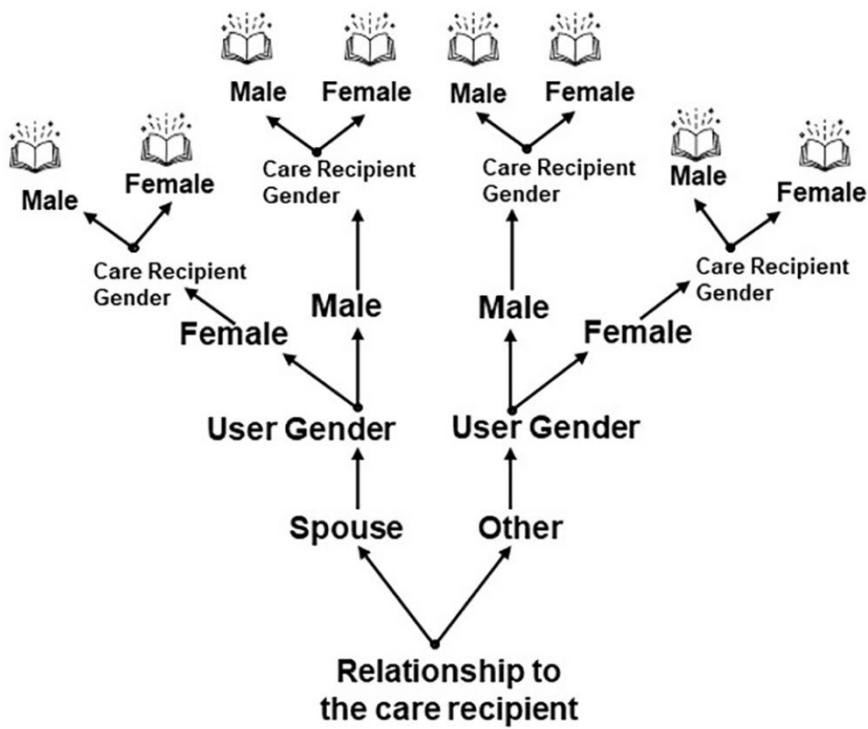 Male Female Male Female
Male Female Male Female
Care Recipient
Gender
Care Recipient
Gender
Care Recipient
Gender
Care Recipient
Gender
Male Male
Female Female
User Gender User Gender
Spouse Other
Relationship to
the care recipient